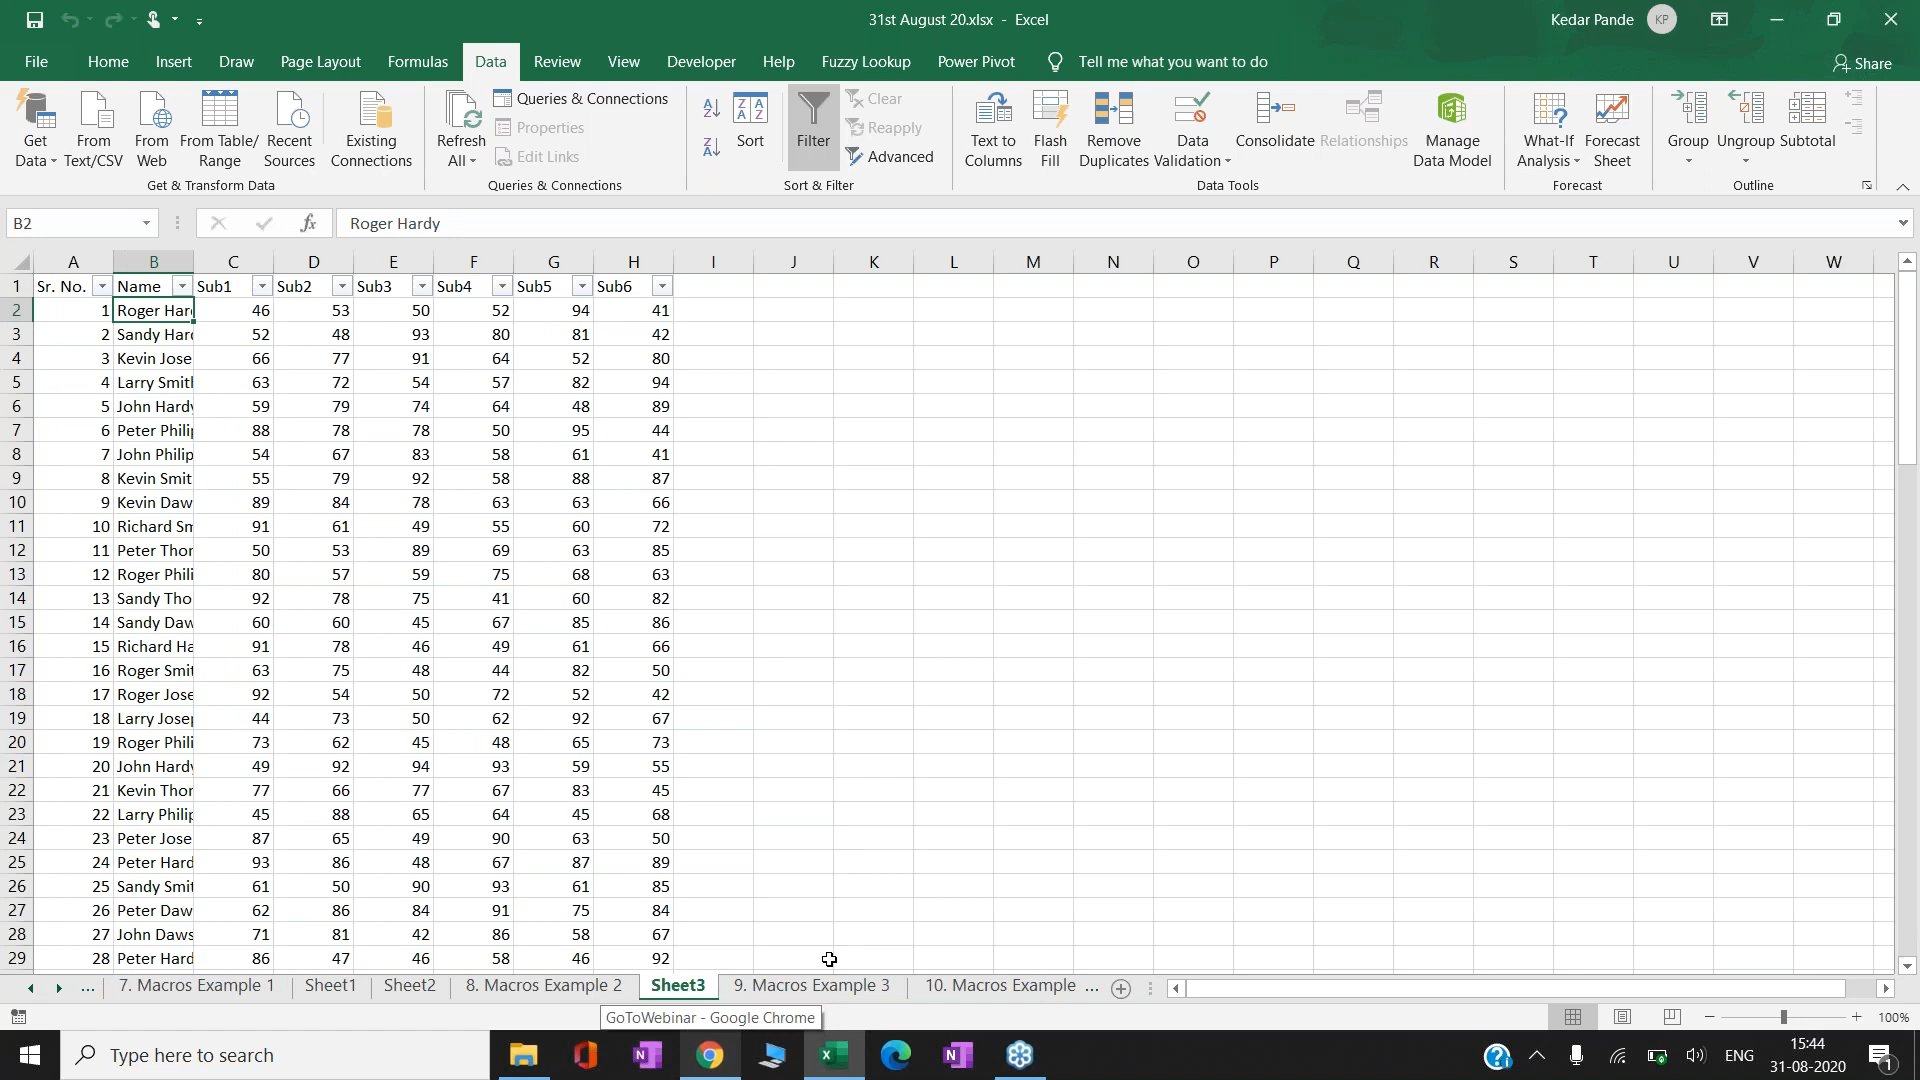 31st August 20.xlsx - Excel
Kedar Pande KP
File Home Insert Draw Page Layout Formulas Data Review View Developer Help Fuzzy Lookup Power Pivot Tell me what you want to do Share
Get Data
From Text/CSV
From Web
From Table/ Range
Recent Sources
Existing Connections
Get & Transform Data
Refresh All
Queries & Connections
Properties
Edit Links
Queries & Connections
Sort
Filter
Clear
Reapply
Advanced
Sort & Filter
Text to Columns
Flash Fill
Remove Duplicates
Data Validation
Consolidate
Relationships
Manage Data Model
Data Tools
What-If Analysis
Forecast Sheet
Forecast
Group
Ungroup
Subtotal
Outline
B2 fx Roger Hardy
A B C D E F G H I J K L M N O P Q R S T U V W
1 Sr. No. Name Sub1 Sub2 Sub3 Sub4 Sub5 Sub6
2 1 Roger Har 46 53 50 52 94 41
3 2 Sandy Har 52 48 93 80 81 42
4 3 Kevin Jose 66 77 91 64 52 80
5 4 Larry Smit 63 72 54 57 82 94
6 5 John Hardy 59 79 74 64 48 89
7 6 Peter Phili 88 78 78 50 95 44
8 7 John Philip 54 67 83 58 61 41
9 8 Kevin Smit 55 79 92 58 88 87
10 9 Kevin Daw 89 84 78 63 63 66
11 10 Richard Sm 91 61 49 55 60 72
12 11 Peter Thor 50 53 89 69 63 85
13 12 Roger Phili 80 57 59 75 68 63
14 13 Sandy Tho 92 78 75 41 60 82
15 14 Sandy Daw 60 60 45 67 85 86
16 15 Richard Ha 91 78 46 49 61 66
17 16 Roger Smit 63 75 48 44 82 50
18 17 Roger Jose 92 54 50 72 52 42
19 18 Larry Josep 44 73 50 62 92 67
20 19 Roger Phili 73 62 45 48 65 73
21 20 John Hardy 49 92 94 93 59 55
22 21 Kevin Thor 77 66 77 67 83 45
23 22 Larry Philip 45 88 65 64 45 68
24 23 Peter Jose 87 65 49 90 63 50
25 24 Peter Hard 93 86 48 67 87 89
26 25 Sandy Smit 61 50 90 93 61 85
27 26 Peter Daw 62 86 84 91 75 84
28 27 John Daws 71 81 42 86 58 67
29 28 Peter Hard 86 47 46 58 46 92
... 7. Macros Example 1 Sheet1 Sheet2 8. Macros Example 2 Sheet3 9. Macros Example 3 10. Macros Example ...
GoToWebinar - Google Chrome
100%
Type here to search
ENG
15:44
31-08-2020
1